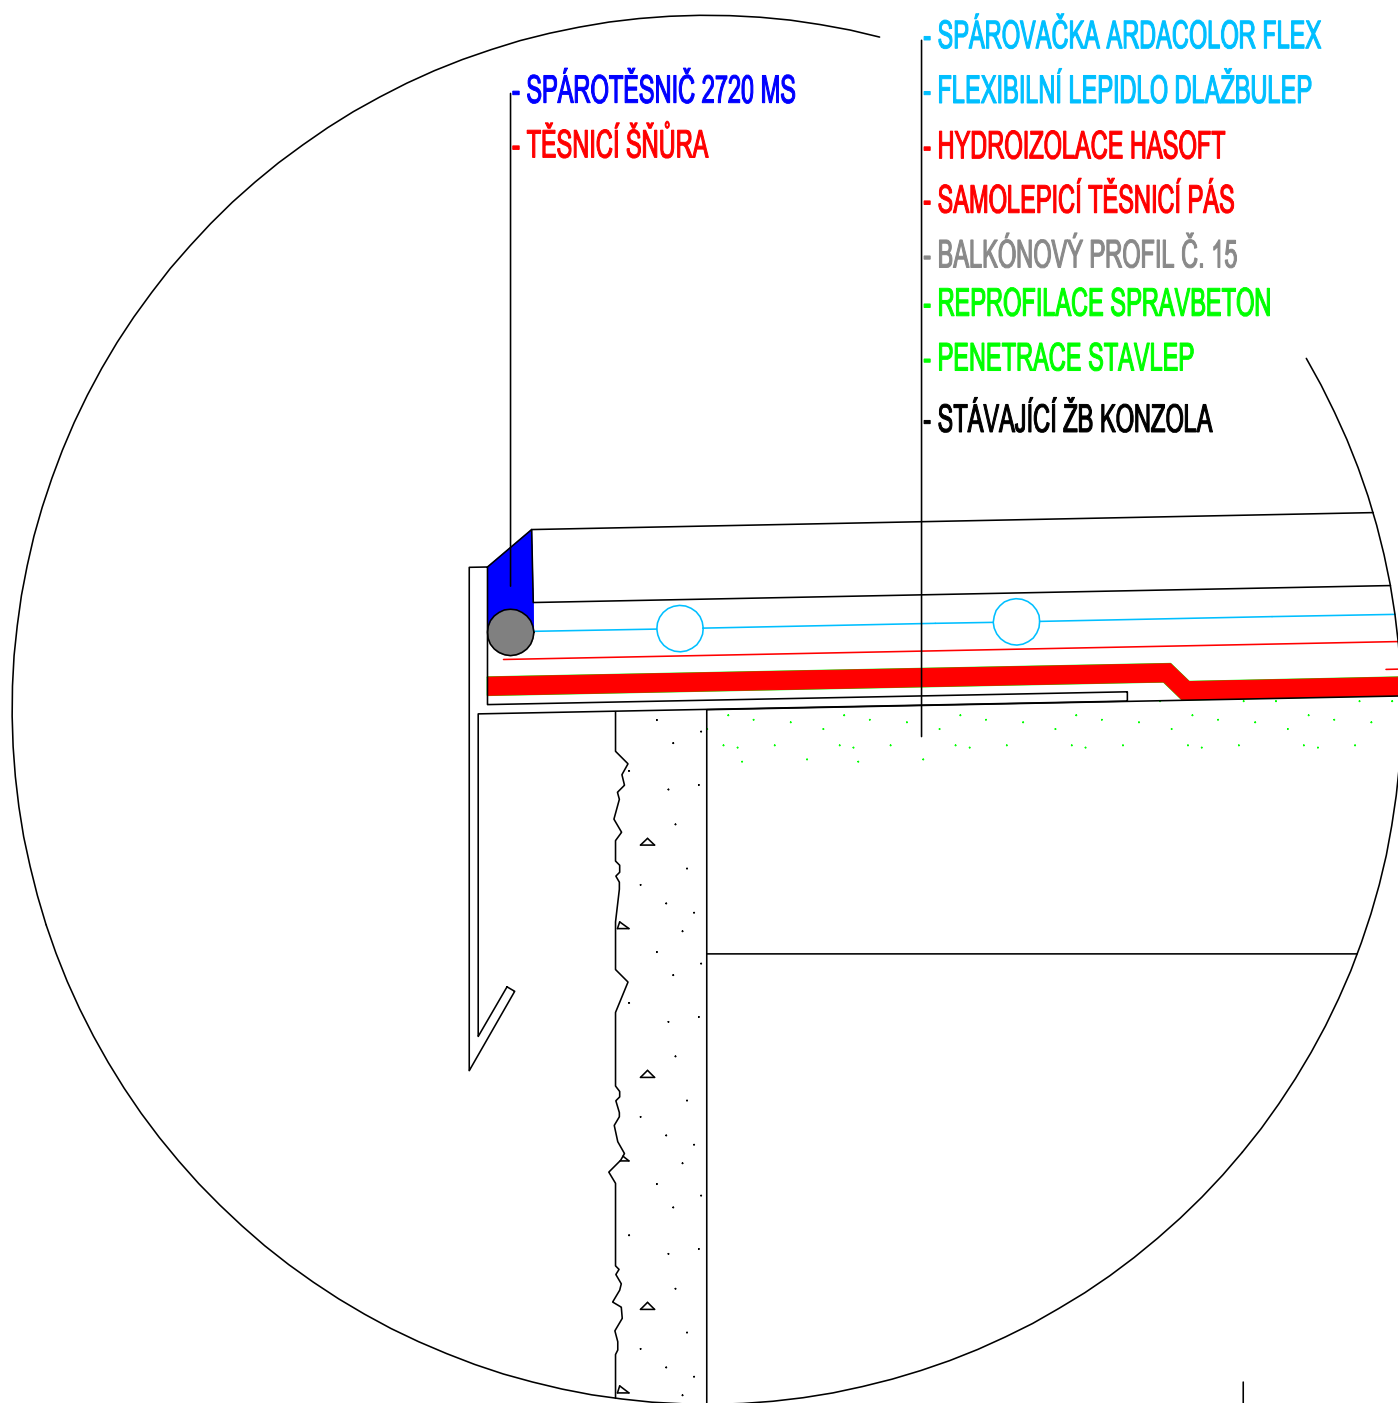 - SPÁROTĚSNIČ 2720 MS
- TĚSNICÍ ŠŇŮRA
- SPÁROVAČKA ARDACOLOR FLEX
- FLEXIBILNÍ LEPIDLO DLAŽBULEP
- HYDROIZOLACE HASOFT
- SAMOLEPICÍ TĚSNICÍ PÁS
- BALKÓNOVÝ PROFIL Č. 15
- REPROFILACE SPRAVBETON
- PENETRACE STAVLEP
- STÁVAJÍCÍ ŽB KONZOLA